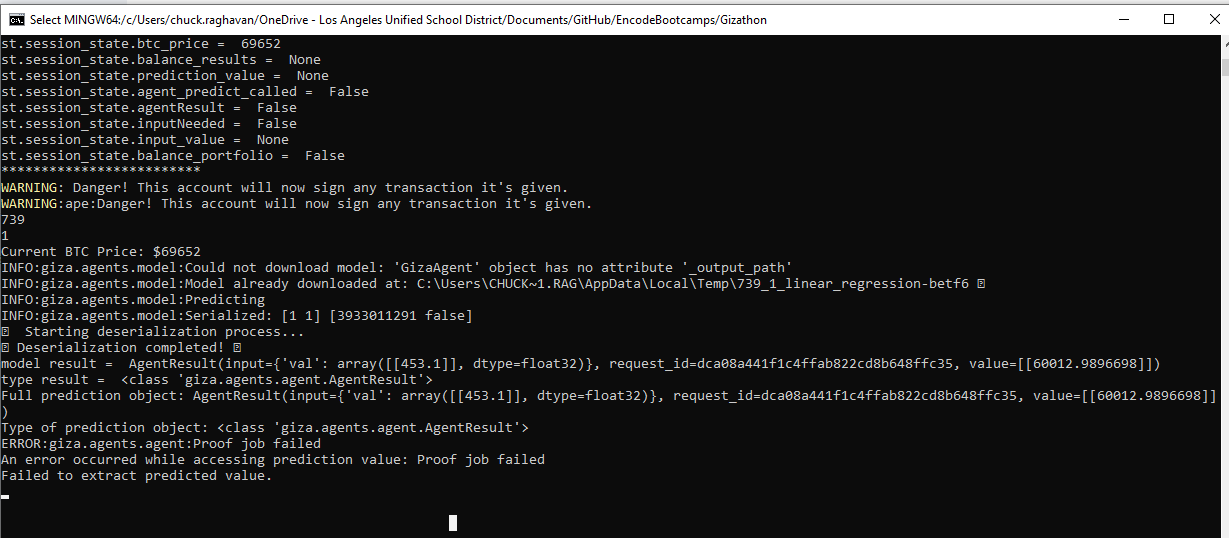 Select MINGW64:/c/Users/chuck.raghavan/OneDrive - Los Angeles Unified School District/Documents/GitHub/EncodeBootcamps/Gizathon
st.session_state.btc_price =  69652
st.session_state.balance_results =  None
st.session_state.prediction_value =  None
st.session_state.agent_predict_called =  False
st.session_state.agentResult =  False
st.session_state.inputNeeded =  False
st.session_state.input_value =  None
st.session_state.balance_portfolio =  False
*************************
WARNING: Danger! This account will now sign any transaction it's given.
WARNING:ape:Danger! This account will now sign any transaction it's given.
739
1
Current BTC Price: $69652
INFO:giza.agents.model:Could not download model: 'GizaAgent' object has no attribute '_output_path'
INFO:giza.agents.model:Model already downloaded at: C:\Users\CHUCK~1.RAG\AppData\Local\Temp\739_1_linear_regression-betf6
INFO:giza.agents.model:Predicting
INFO:giza.agents.model:Serialized: [1 1] [3933011291 false]
Starting deserialization process...
Deserialization completed!
model result =  AgentResult(input={'val': array([[453.1]], dtype=float32)}, request_id=dca08a441f1c4ffab822cd8b648ffc35, value=[[60012.9896698]])
type result =  <class 'giza.agents.agent.AgentResult'>
Full prediction object: AgentResult(input={'val': array([[453.1]], dtype=float32)}, request_id=dca08a441f1c4ffab822cd8b648ffc35, value=[[60012.9896698]]
)
Type of prediction object: <class 'giza.agents.agent.AgentResult'>
ERROR:giza.agents.agent:Proof job failed
An error occurred while accessing prediction value: Proof job failed
Failed to extract predicted value.